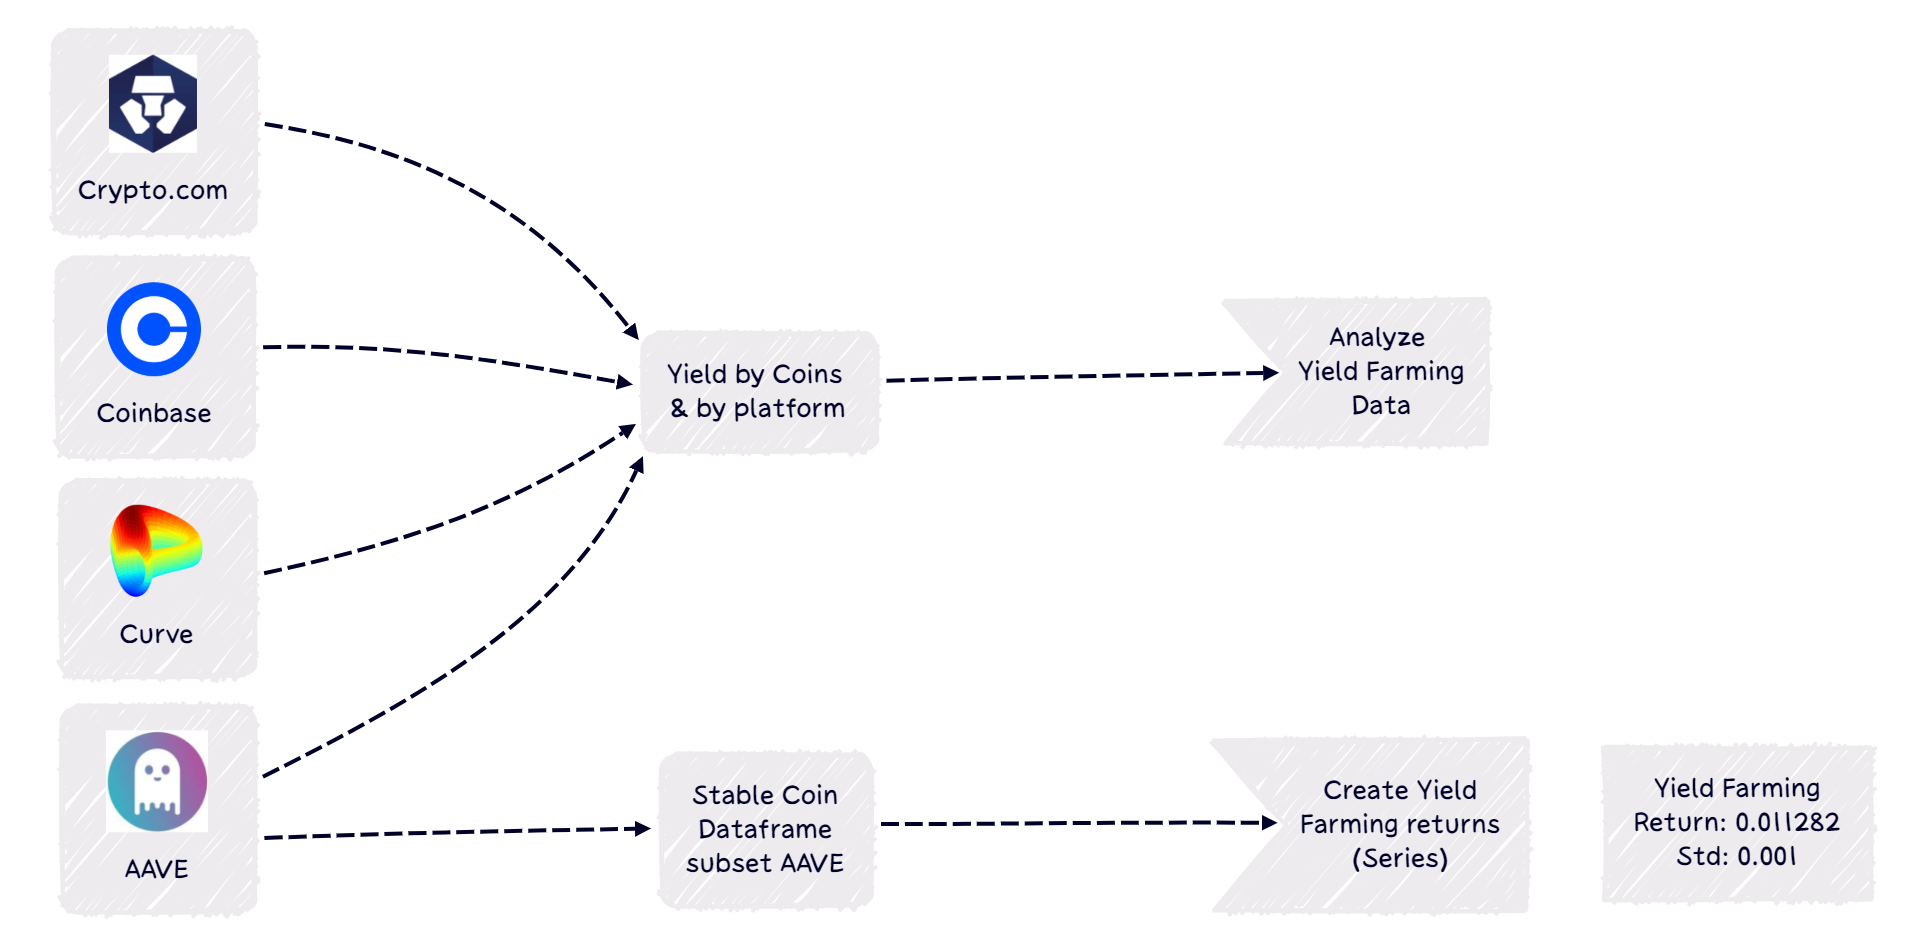 Crypto.com
Coinbase
Curve
AAVE
Yield by Coins
& by platform
Analyze
Yield Farming
Data
Stable Coin
Dataframe
subset AAVE
Create Yield
Farming returns
(Series)
Yield Farming
Return: 0.011282
Std: 0.001